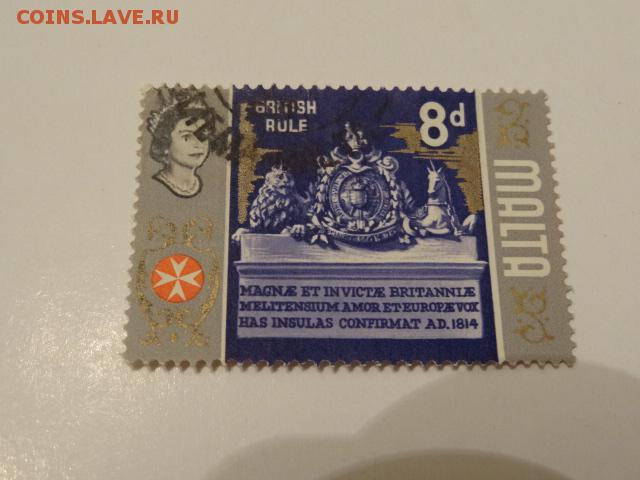 COINS.LAVE.RU
BRITISH
RULE
8d
MALTA
MAGNÆ ET INVICTÆ BRITANNIÆ
MELITENSIUM AMOR ET·EUROPÆ VOX
HAS INSULAS CONFIRMAT AD. 1814